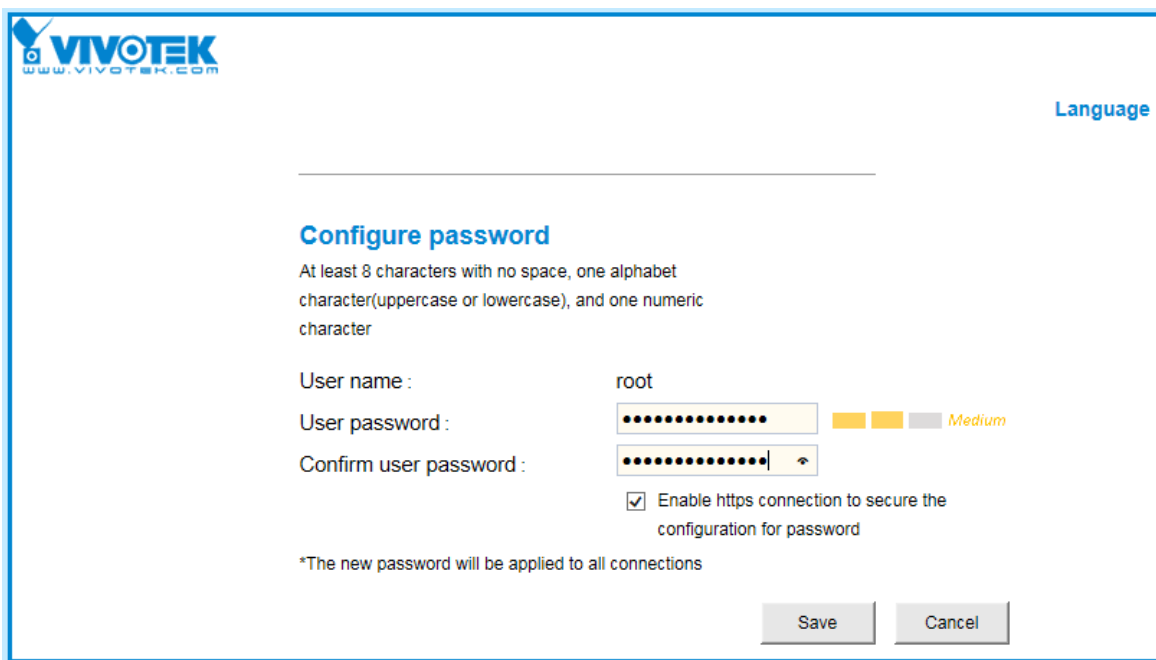 VIVOTEK
www.vivotek.com
Language
Configure password
At least 8 characters with no space, one alphabet
character(uppercase or lowercase), and one numeric
character
User name : root
User password : •••••••••••••• Medium
Confirm user password : ••••••••••••••
Enable https connection to secure the
configuration for password
*The new password will be applied to all connections
Save Cancel